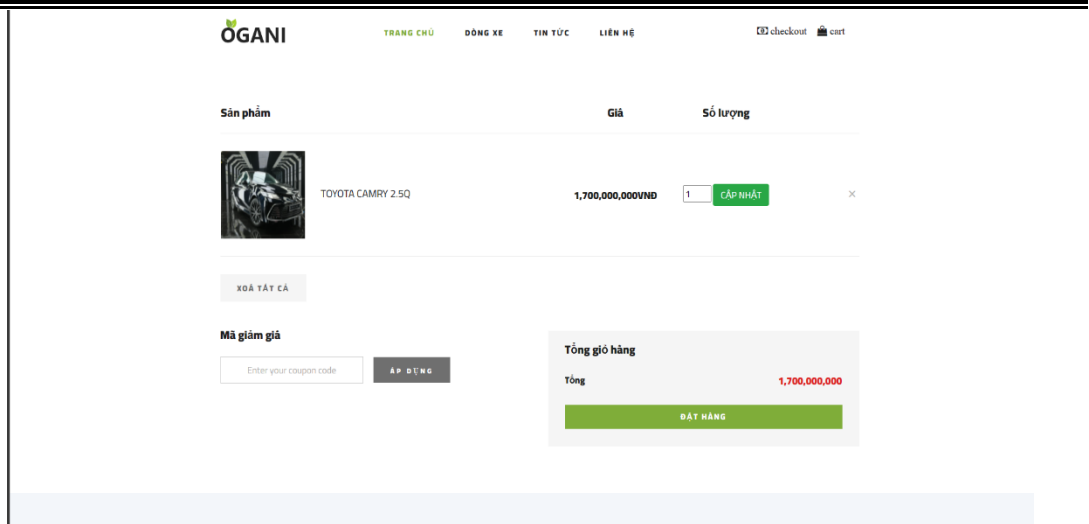 OGANI
TRANG CHỦ DÒNG XE TIN TỨC LIÊN HỆ checkout cart
Sản phẩm Giá Số lượng
TOYOTA CAMRY 2.5Q 1,700,000,000VNĐ 1 CẬP NHẬT ×
XOÁ TẤT CẢ
Mã giảm giá
Enter your coupon code ÁP DỤNG
Tổng giỏ hàng
Tổng 1,700,000,000
ĐẶT HÀNG